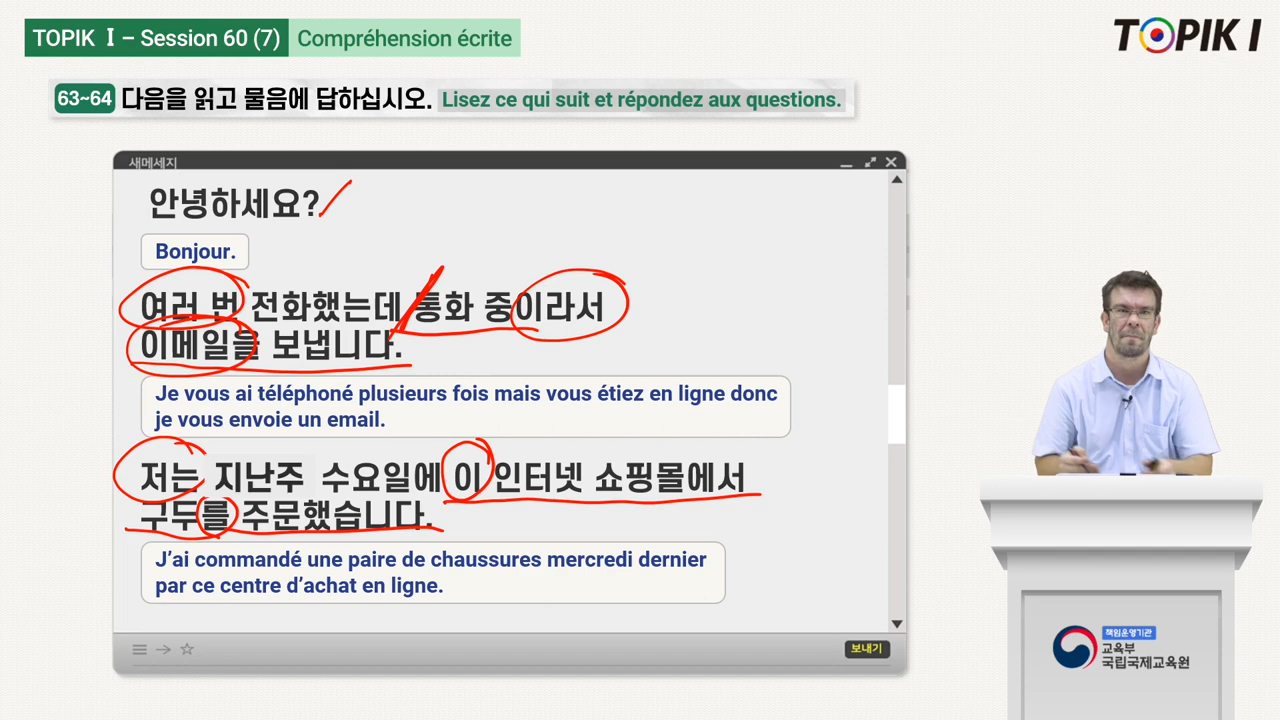 TOPIK Ⅰ – Session 60 (7) Compréhension écrite
TOPIK I
63~64 다음을 읽고 물음에 답하십시오. Lisez ce qui suit et répondez aux questions.
새메세지
안녕하세요?
Bonjour.
여러 번 전화했는데 통화 중이라서
이메일을 보냅니다.
Je vous ai téléphoné plusieurs fois mais vous étiez en ligne donc
je vous envoie un email.
저는 지난주 수요일에 이 인터넷 쇼핑몰에서
구두를 주문했습니다.
J’ai commandé une paire de chaussures mercredi dernier
par ce centre d’achat en ligne.
보내기
책임운영기관
교육부
국립국제교육원